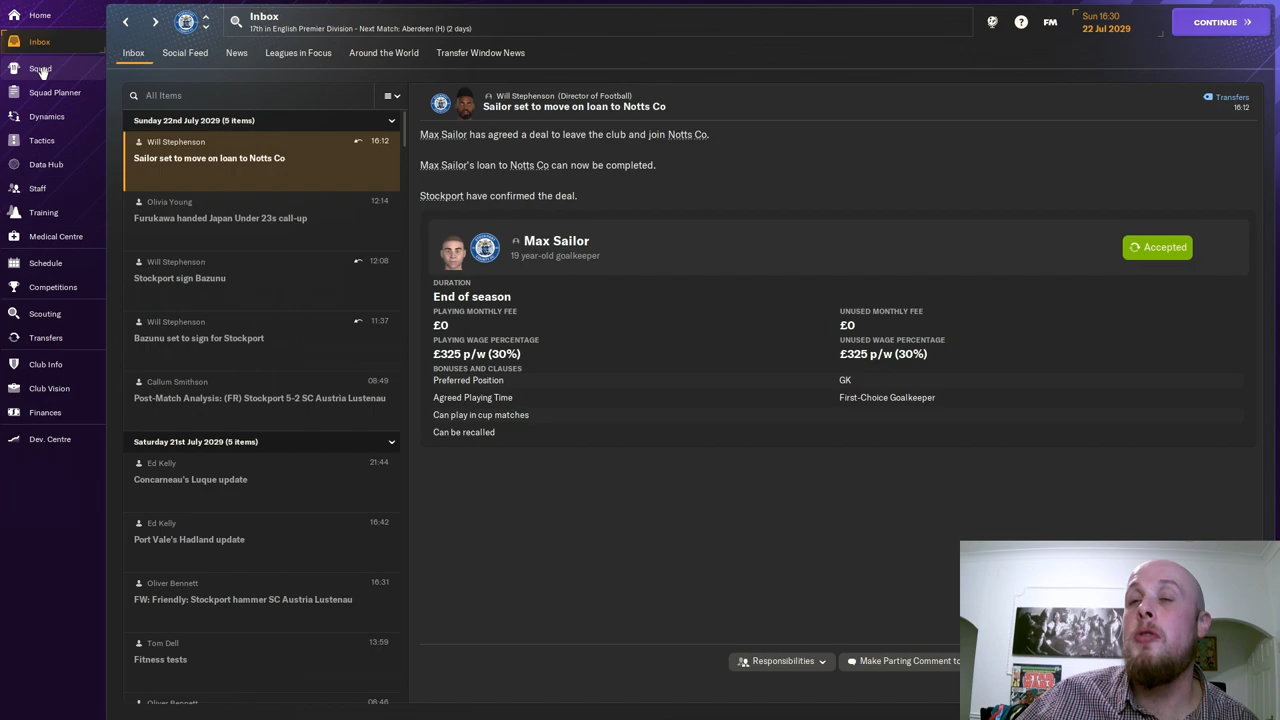 Home
Inbox
Squad
Squad Planner
Dynamics
Tactics
Data Hub
Staff
Training
Medical Centre
Schedule
Competitions
Scouting
Transfers
Club Info
Club Vision
Finances
Dev. Centre
Inbox
17th in English Premier Division - Next Match: Aberdeen (H) (2 days)
FM
Sun 16:30
22 Jul 2029
CONTINUE
Inbox
Social Feed
News
Leagues in Focus
Around the World
Transfer Window News
All Items
Sunday 22nd July 2029 (5 items)
Will Stephenson 16:12
Sailor set to move on loan to Notts Co
Olivia Young 12:14
Furukawa handed Japan Under 23s call-up
Will Stephenson 12:08
Stockport sign Bazunu
Will Stephenson 11:37
Bazunu set to sign for Stockport
Callum Smithson 08:49
Post-Match Analysis: (FR) Stockport 5-2 SC Austria Lustenau
Saturday 21st July 2029 (5 items)
Ed Kelly 21:44
Concarneau's Luque update
Ed Kelly 16:42
Port Vale's Hadland update
Oliver Bennett 16:31
FW: Friendly: Stockport hammer SC Austria Lustenau
Tom Dell 13:59
Fitness tests
Oliver Bennett 08:46
Will Stephenson (Director of Football)
Sailor set to move on loan to Notts Co
Transfers
16:12
Max Sailor has agreed a deal to leave the club and join Notts Co.
Max Sailor's loan to Notts Co can now be completed.
Stockport have confirmed the deal.
Max Sailor
19 year-old goalkeeper
Accepted
DURATION
End of season
PLAYING MONTHLY FEE UNUSED MONTHLY FEE
£0 £0
PLAYING WAGE PERCENTAGE UNUSED WAGE PERCENTAGE
£325 p/w (30%) £325 p/w (30%)
BONUSES AND CLAUSES
Preferred Position GK
Agreed Playing Time First-Choice Goalkeeper
Can play in cup matches
Can be recalled
Responsibilities
Make Parting Comment to
STAR
WARS